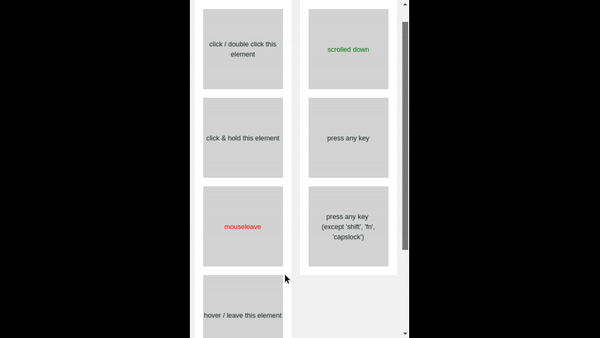 click / double click this
element
scrolled down
click & hold this element
press any key
mouseleave
press any key
(except 'shift', 'fn',
'capslock')
hover / leave this element